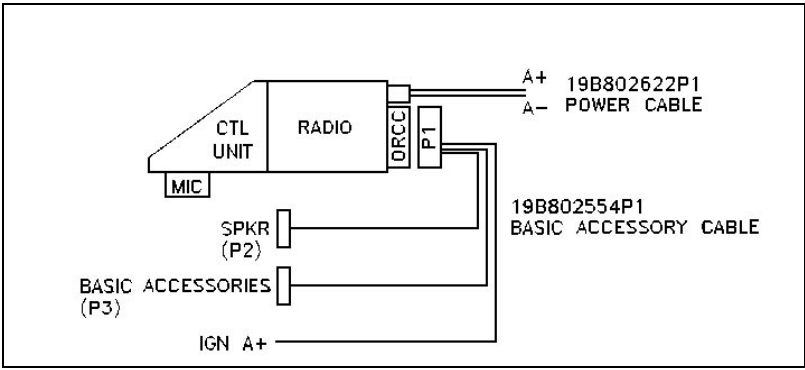 A+
19B802622P1
A-
POWER CABLE
CTL
UNIT
RADIO
ORCC
P1
MIC
19B802554P1
BASIC ACCESSORY CABLE
SPKR
(P2)
BASIC ACCESSORIES
(P3)
IGN A+